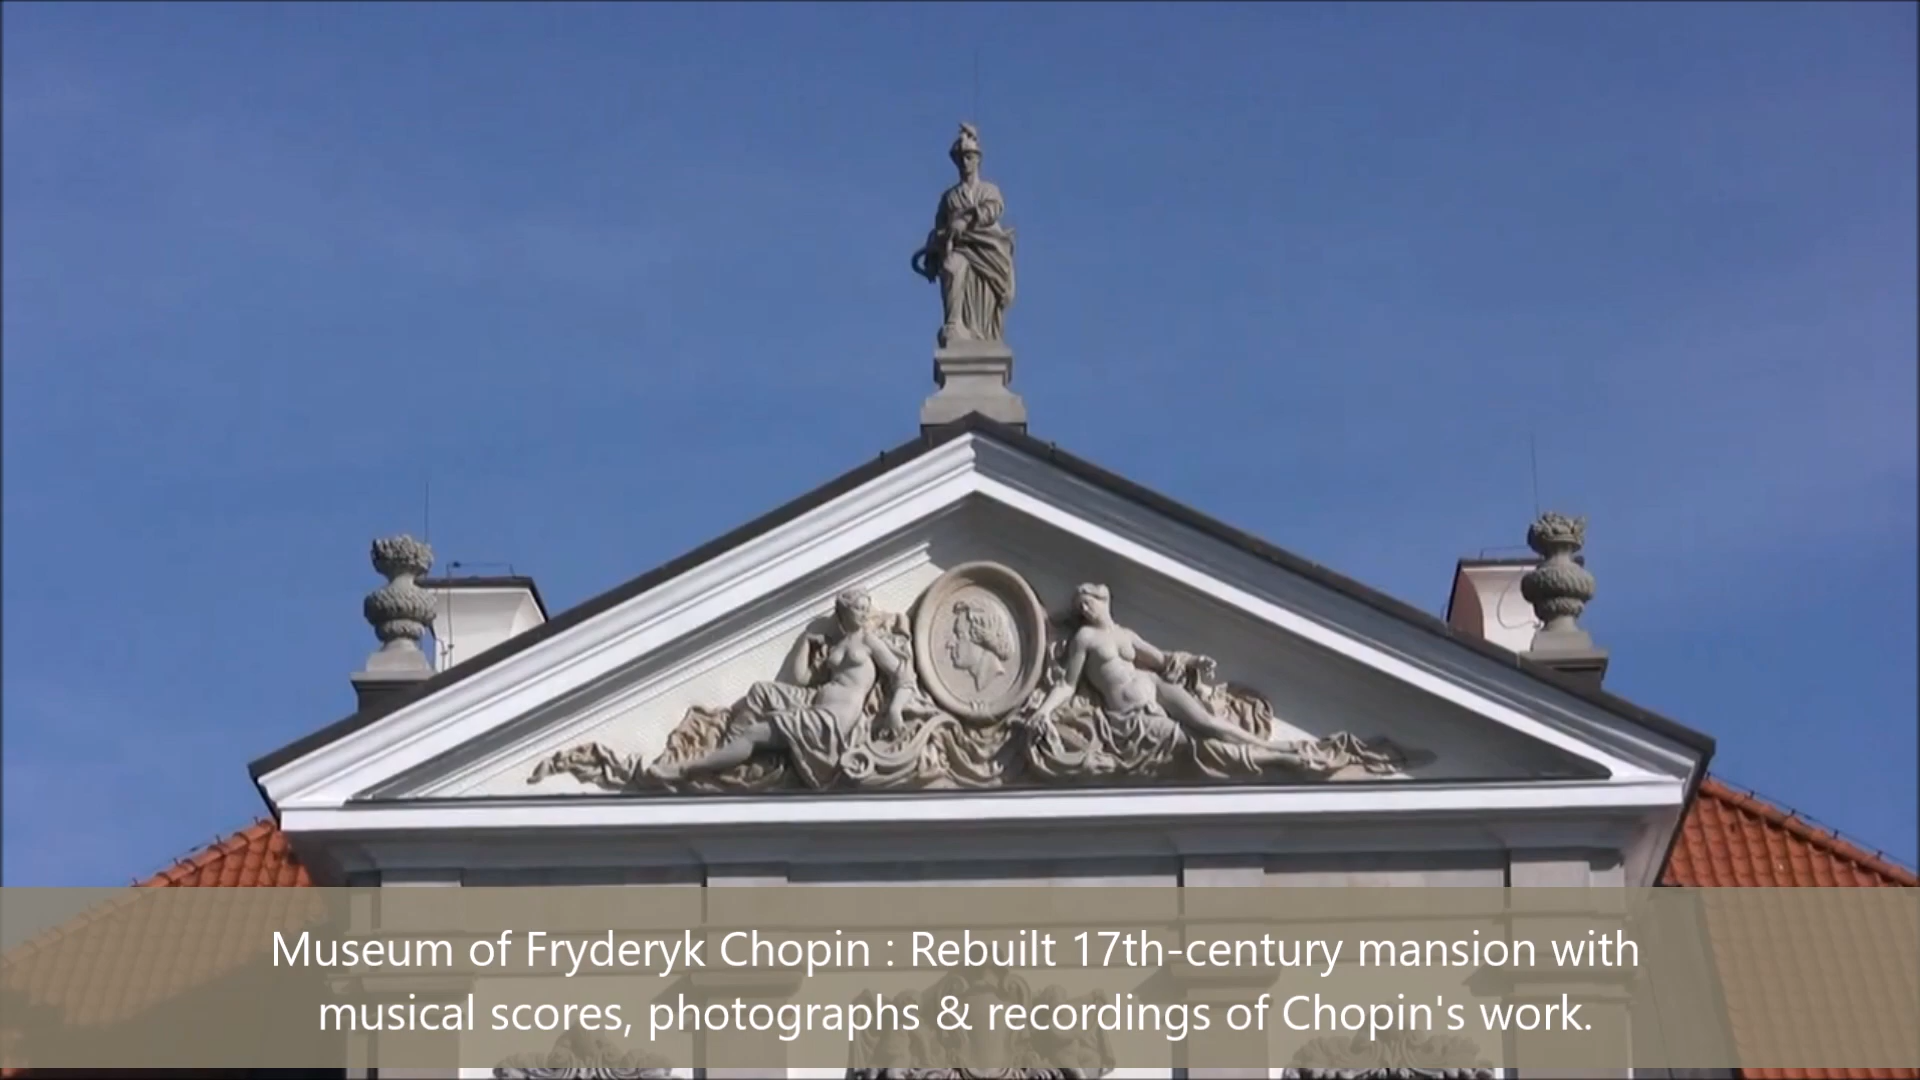 Museum of Fryderyk Chopin : Rebuilt 17th-century mansion with
musical scores, photographs & recordings of Chopin's work.